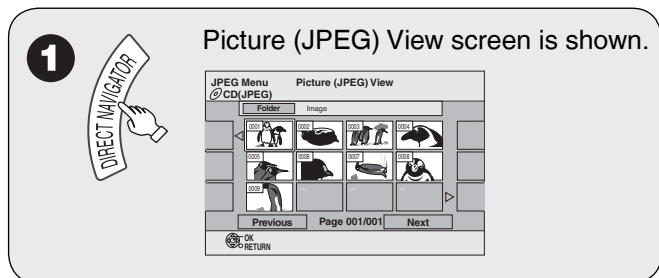 1
Picture (JPEG) View screen is shown.
DIRECT NAVIGATOR
JPEG Menu Picture (JPEG) View
CD(JPEG)
Folder Image
0001 0002 0003 0004
0005 0006 0007 0008
0009 -- -- --
Previous Page 001/001 Next
OK
RETURN